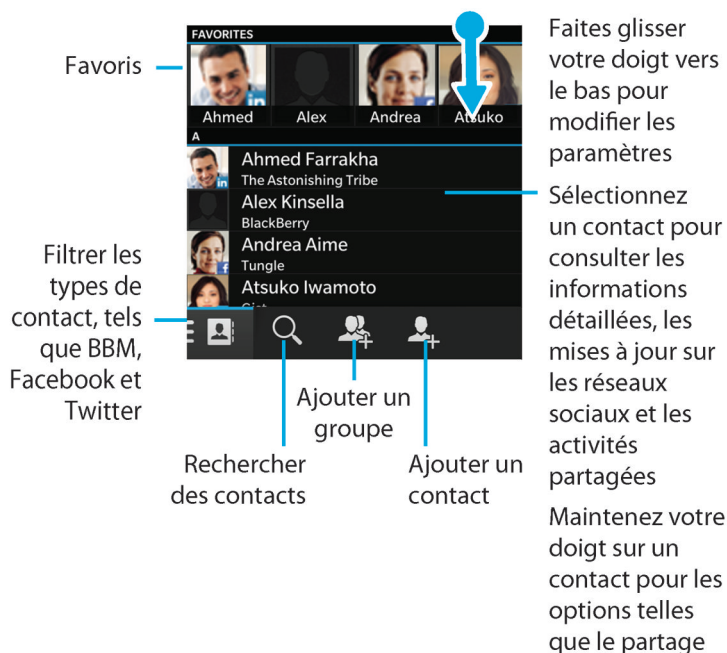 Favoris
Filtrer les
types de
contact, tels
que BBM,
Facebook et
Twitter
FAVORITES
in
Ahmed
Alex
Andrea
Atsuko
A
in
Ahmed Farrakha
The Astonishing Tribe
Alex Kinsella
BlackBerry
f
Andrea Aime
Tungle
Atsuko Iwamoto
Rechercher
des contacts
Ajouter un
groupe
Ajouter un
contact
Faites glisser
votre doigt vers
le bas pour
modifier les
paramètres
Sélectionnez
un contact pour
consulter les
informations
détaillées, les
mises à jour sur
les réseaux
sociaux et les
activités
partagées
Maintenez votre
doigt sur un
contact pour les
options telles
que le partage